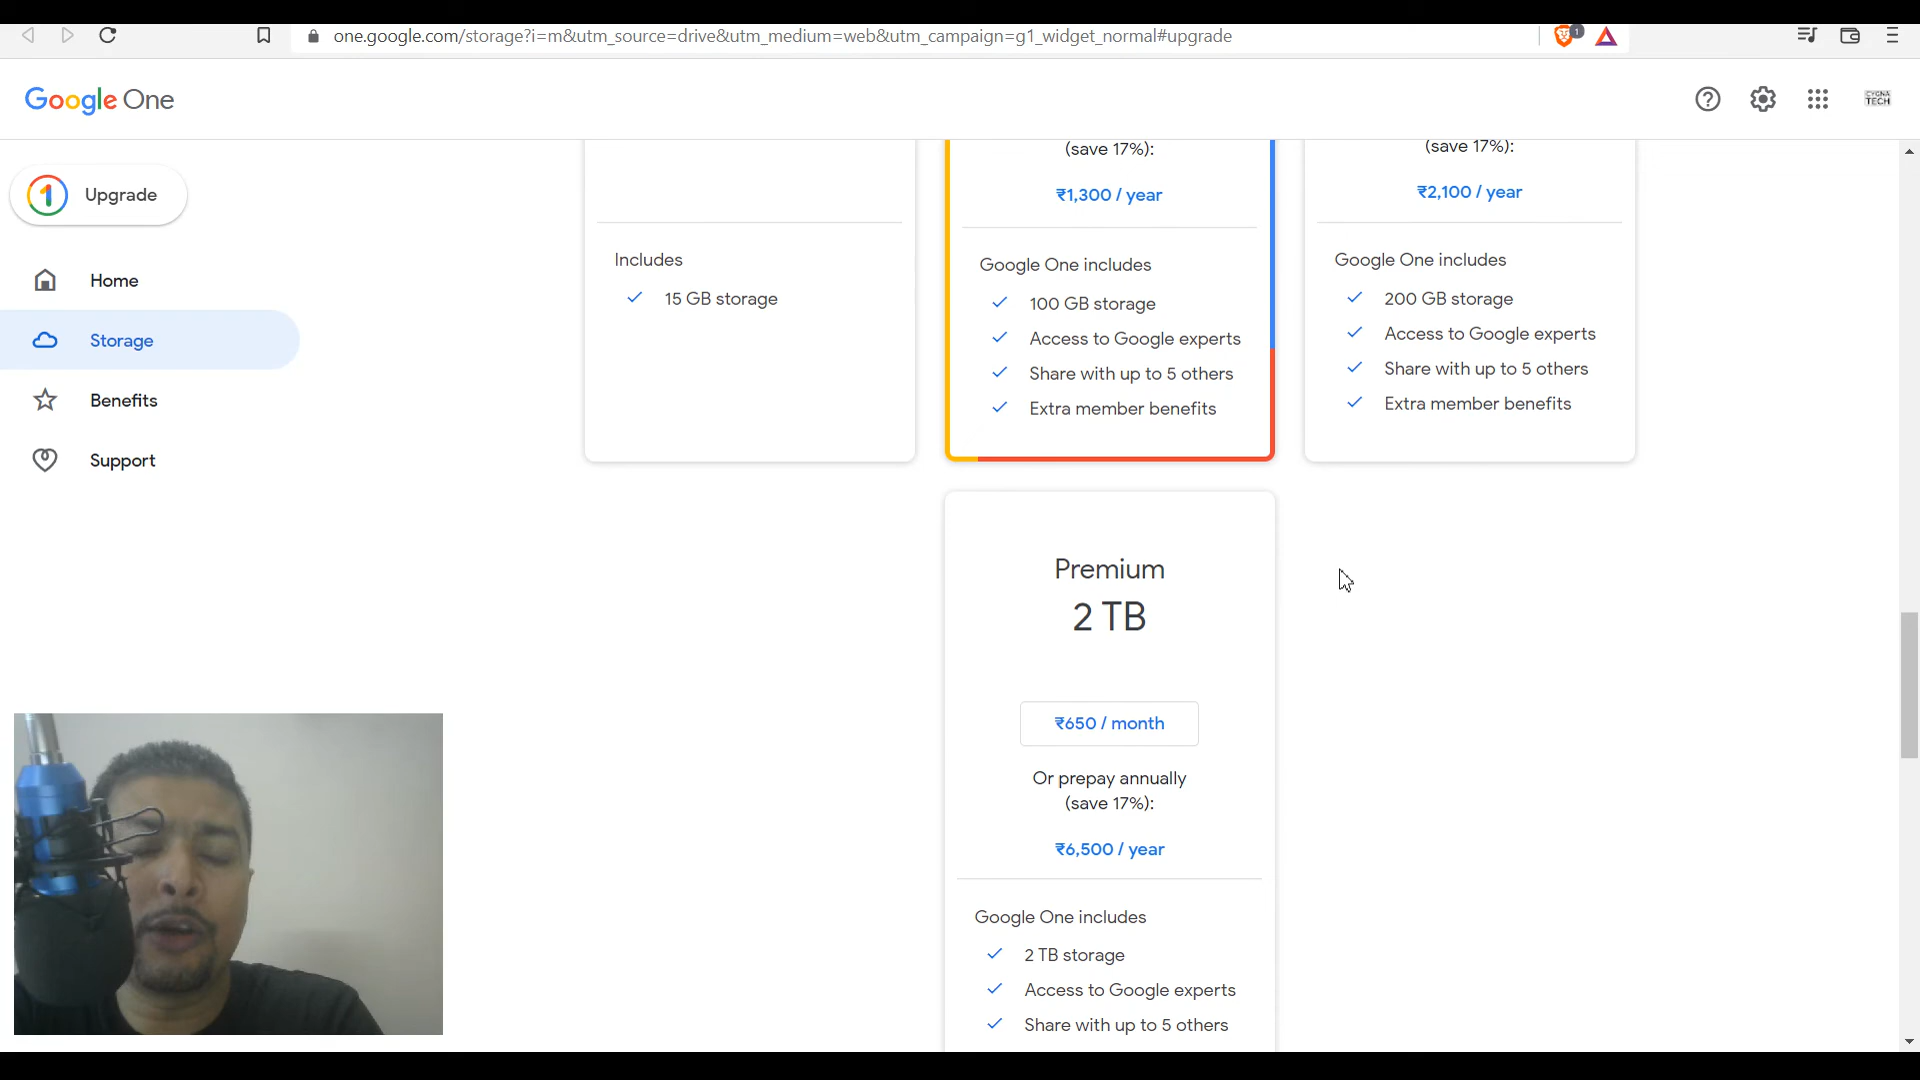 one.google.com/storage?i=m&utm_source=drive&utm_medium=web&utm_campaign=g1_widget_normal#upgrade
1
Google One
CYGNA
TECH
1
Upgrade
Home
Storage
Benefits
Support
Includes
15 GB storage
(save 17%):
₹1,300 / year
Google One includes
100 GB storage
Access to Google experts
Share with up to 5 others
Extra member benefits
(save 17%):
₹2,100 / year
Google One includes
200 GB storage
Access to Google experts
Share with up to 5 others
Extra member benefits
Premium
2 TB
₹650 / month
Or prepay annually
(save 17%):
₹6,500 / year
Google One includes
2 TB storage
Access to Google experts
Share with up to 5 others